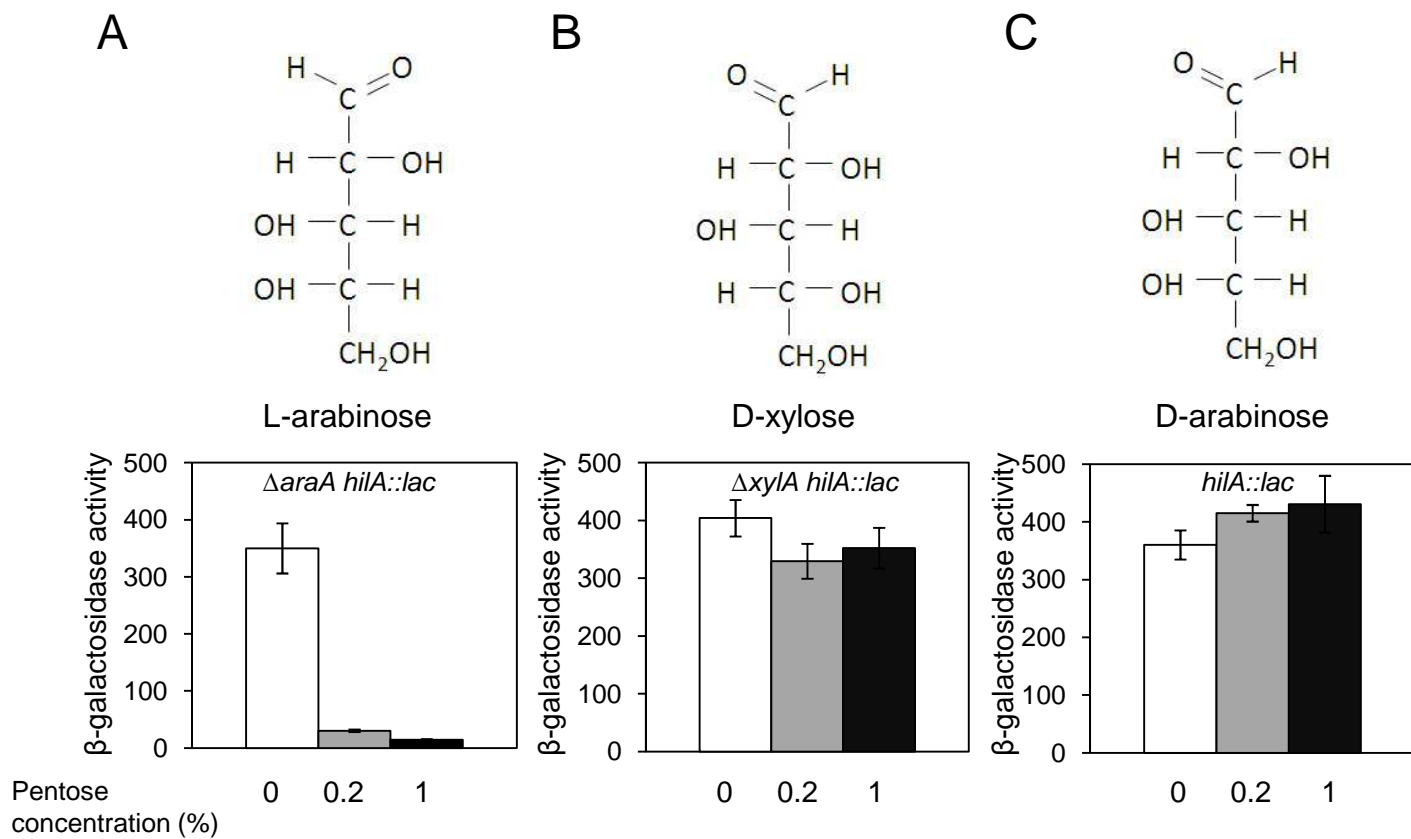 A
B
C
H O
C
H C OH
OH C H
OH C H
CH2OH
O H
C
H C OH
OH C H
H C OH
CH2OH
O H
C
H C OH
OH C H
OH C H
CH2OH
L-arabinose
D-xylose
D-arabinose
β-galactosidase activity
500
400
300
200
100
0
ΔaraA hilA::lac
β-galactosidase activity
500
400
300
200
100
0
ΔxylA hilA::lac
β-galactosidase activity
500
400
300
200
100
0
hilA::lac
Pentose
concentration (%)
0 0.2 1
0 0.2 1
0 0.2 1